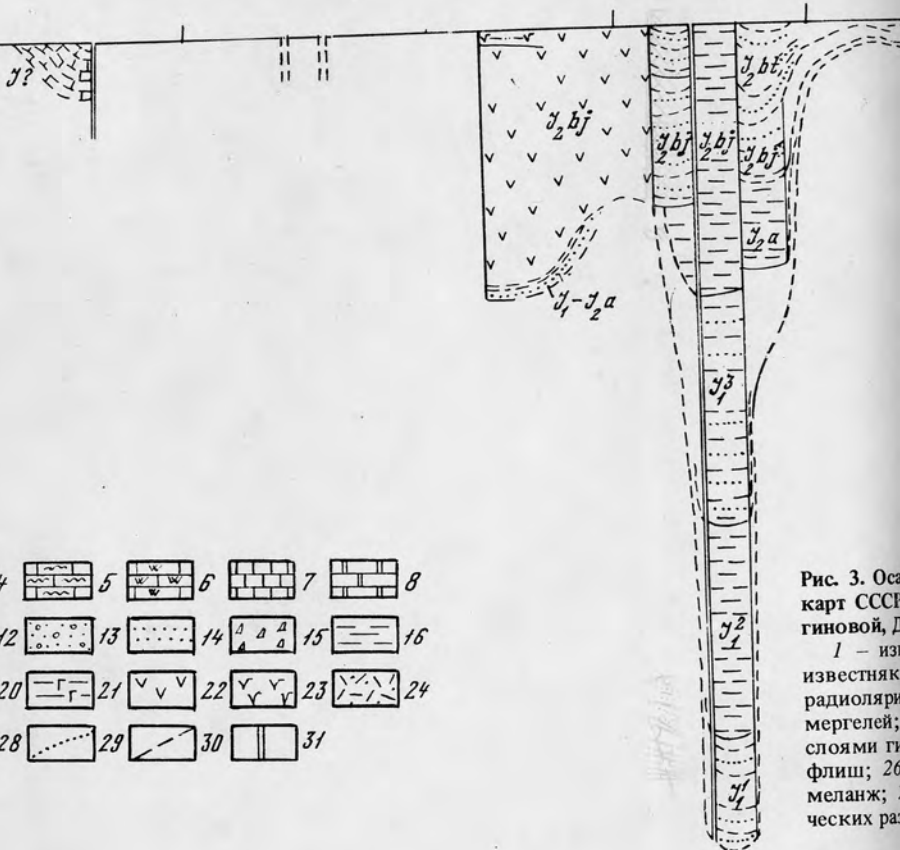 J?
J₂bj
J₂bj
J₂bj
J₂bt
J₂bj
J₂a
J₁-J₂a
J₁³
J₁²
J₁¹
4 5 6 7 8
12 13 14 15 16
20 21 22 23 24
28 29 30 31
Рис. 3. Оса
карт СССР
гиновой, Д
1 – изв
известняк
радиоляри
мергелей;
слоями ги
флиш; 26
меланж;
ческих раз